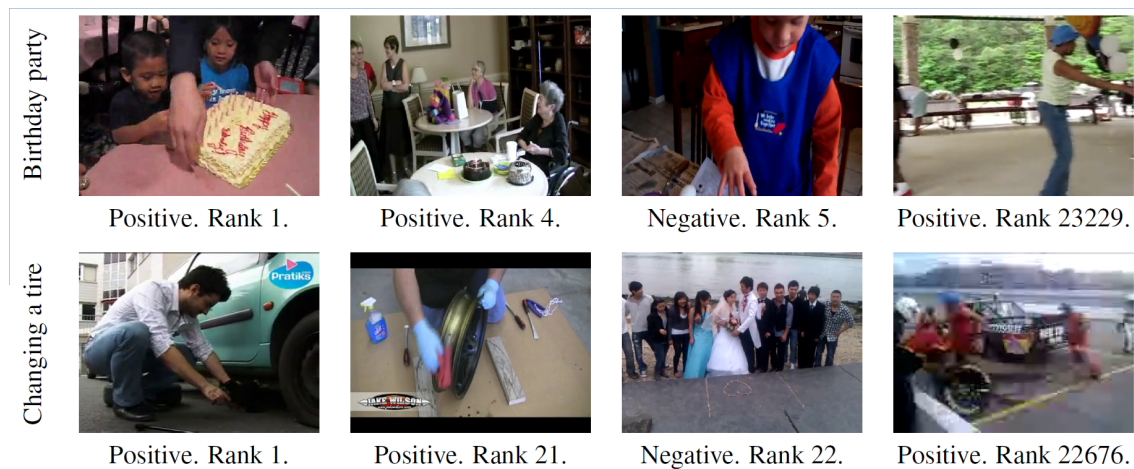 Birthday party
Positive. Rank 1.
Positive. Rank 4.
Negative. Rank 5.
Positive. Rank 23229.
Changing a tire
Pratiks
JAKE WILSON
Positive. Rank 1.
Positive. Rank 21.
Negative. Rank 22.
Positive. Rank 22676.